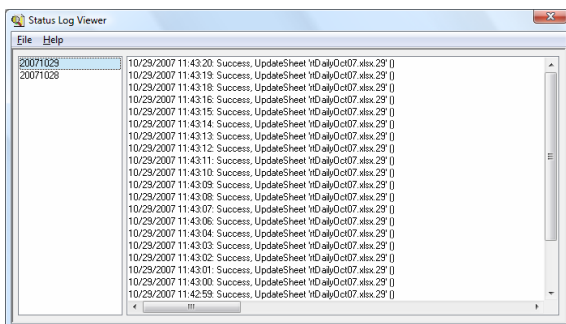 Status Log Viewer
File Help
20071029
20071028
10/29/2007 11:43:20: Success, UpdateSheet 'rtDailyOct07.xlsx.29' ()
10/29/2007 11:43:19: Success, UpdateSheet 'rtDailyOct07.xlsx.29' ()
10/29/2007 11:43:18: Success, UpdateSheet 'rtDailyOct07.xlsx.29' ()
10/29/2007 11:43:16: Success, UpdateSheet 'rtDailyOct07.xlsx.29' ()
10/29/2007 11:43:15: Success, UpdateSheet 'rtDailyOct07.xlsx.29' ()
10/29/2007 11:43:14: Success, UpdateSheet 'rtDailyOct07.xlsx.29' ()
10/29/2007 11:43:13: Success, UpdateSheet 'rtDailyOct07.xlsx.29' ()
10/29/2007 11:43:12: Success, UpdateSheet 'rtDailyOct07.xlsx.29' ()
10/29/2007 11:43:11: Success, UpdateSheet 'rtDailyOct07.xlsx.29' ()
10/29/2007 11:43:10: Success, UpdateSheet 'rtDailyOct07.xlsx.29' ()
10/29/2007 11:43:09: Success, UpdateSheet 'rtDailyOct07.xlsx.29' ()
10/29/2007 11:43:08: Success, UpdateSheet 'rtDailyOct07.xlsx.29' ()
10/29/2007 11:43:07: Success, UpdateSheet 'rtDailyOct07.xlsx.29' ()
10/29/2007 11:43:06: Success, UpdateSheet 'rtDailyOct07.xlsx.29' ()
10/29/2007 11:43:04: Success, UpdateSheet 'rtDailyOct07.xlsx.29' ()
10/29/2007 11:43:03: Success, UpdateSheet 'rtDailyOct07.xlsx.29' ()
10/29/2007 11:43:02: Success, UpdateSheet 'rtDailyOct07.xlsx.29' ()
10/29/2007 11:43:01: Success, UpdateSheet 'rtDailyOct07.xlsx.29' ()
10/29/2007 11:43:00: Success, UpdateSheet 'rtDailyOct07.xlsx.29' ()
10/29/2007 11:42:59: Success, UpdateSheet 'rtDailyOct07.xlsx.29' ()